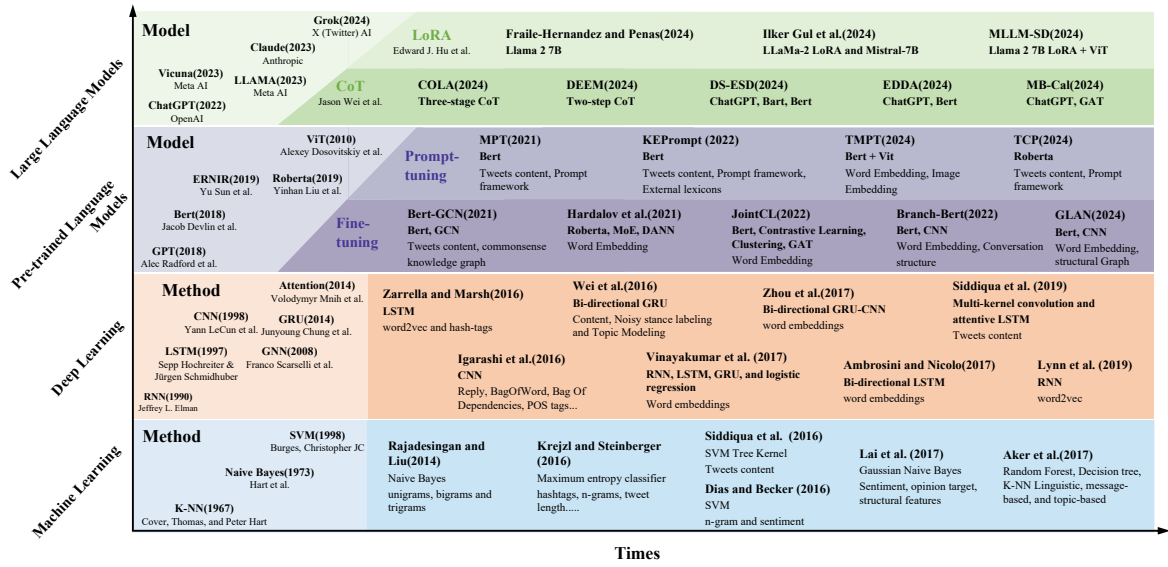 Large Language Models
Model
Grok(2024)
X (Twitter) AI
Claude(2023)
Anthropic
Vicuna(2023)
Meta AI
LLAMA(2023)
Meta AI
ChatGPT(2022)
OpenAI
LoRA
Edward J. Hu et al.
Fraile-Hernandez and Penas(2024)
Llama 2 7B
Ilker Gul et al.(2024)
LLaMa-2 LoRA and Mistral-7B
MLLM-SD(2024)
Llama 2 7B LoRA + ViT
CoT
Jason Wei et al.
COLA(2024)
Three-stage CoT
DEEM(2024)
Two-step CoT
DS-ESD(2024)
ChatGPT, Bart, Bert
EDDA(2024)
ChatGPT, Bert
MB-Cal(2024)
ChatGPT, GAT
Pre-trained Language
Models
Model
ViT(2010)
Alexey Dosovitskiy et al.
ERNIR(2019)
Yu Sun et al.
Roberta(2019)
Yinhan Liu et al.
Bert(2018)
Jacob Devlin et al.
GPT(2018)
Alec Radford et al.
Prompt-
tuning
MPT(2021)
Bert
Tweets content, Prompt
framework
KEPrompt (2022)
Bert
Tweets content, Prompt framework,
External lexicons
TMPT(2024)
Bert + Vit
Word Embedding, Image
Embedding
TCP(2024)
Roberta
Tweets content, Prompt
framework
Fine-
tuning
Bert-GCN(2021)
Bert, GCN
Tweets content, commonsense
knowledge graph
Hardalov et al.(2021)
Roberta, MoE, DANN
Word Embedding
JointCL(2022)
Bert, Contrastive Learning,
Clustering, GAT
Word Embedding
Branch-Bert(2022)
Bert, CNN
Word Embedding, Conversation
structure
GLAN(2024)
Bert, CNN
Word Embedding,
structural Graph
Deep Learning
Method
Attention(2014)
Volodymyr Mnih et al.
CNN(1998)
Yann LeCun et al.
GRU(2014)
Junyoung Chung et al.
LSTM(1997)
Sepp Hochreiter &
Jürgen Schmidhuber
GNN(2008)
Franco Scarselli et al.
RNN(1990)
Jeffrey L. Elman
Zarrella and Marsh(2016)
LSTM
word2vec and hash-tags
Wei et al.(2016)
Bi-directional GRU
Content, Noisy stance labeling
and Topic Modeling
Zhou et al.(2017)
Bi-directional GRU-CNN
word embeddings
Siddiqua et al. (2019)
Multi-kernel convolution and
attentive LSTM
Tweets content
Igarashi et al.(2016)
CNN
Reply, BagOfWord, Bag Of
Dependencies, POS tags...
Vinayakumar et al. (2017)
RNN, LSTM, GRU, and logistic
regression
Word embeddings
Ambrosini and Nicolo(2017)
Bi-directional LSTM
word embeddings
Lynn et al. (2019)
RNN
word2vec
Machine Learning
Method
SVM(1998)
Burges, Christopher JC
Naive Bayes(1973)
Hart et al.
K-NN(1967)
Cover, Thomas, and Peter Hart
Rajadesingan and
Liu(2014)
Naive Bayes
unigrams, bigrams and
trigrams
Krejzl and Steinberger
(2016)
Maximum entropy classifier
hashtags, n-grams, tweet
length.....
Siddiqua et al. (2016)
SVM Tree Kernel
Tweets content
Dias and Becker (2016)
SVM
n-gram and sentiment
Lai et al. (2017)
Gaussian Naive Bayes
Sentiment, opinion target,
structural features
Aker et al.(2017)
Random Forest, Decision tree,
K-NN Linguistic, message-
based, and topic-based
Times